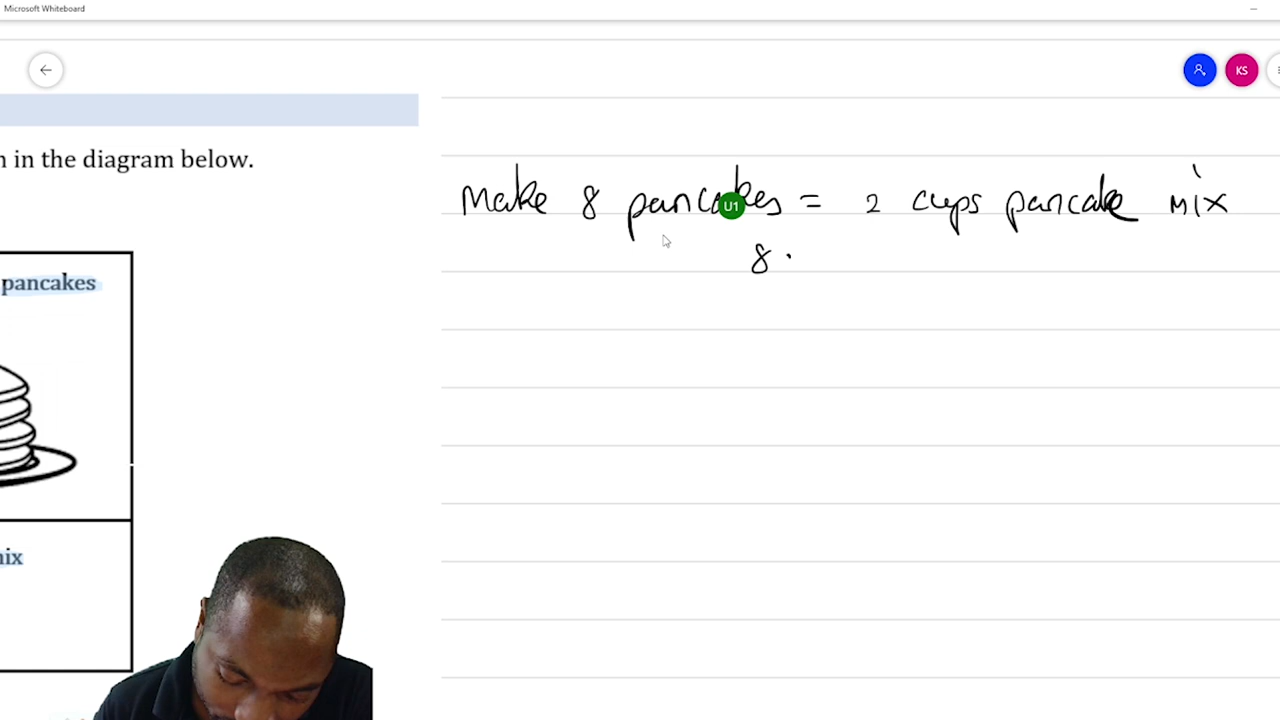 Microsoft Whiteboard
KS
n in the diagram below.
Make 8 pancakes = 2 cups pancake mix
U1
8 .
pancakes
nix